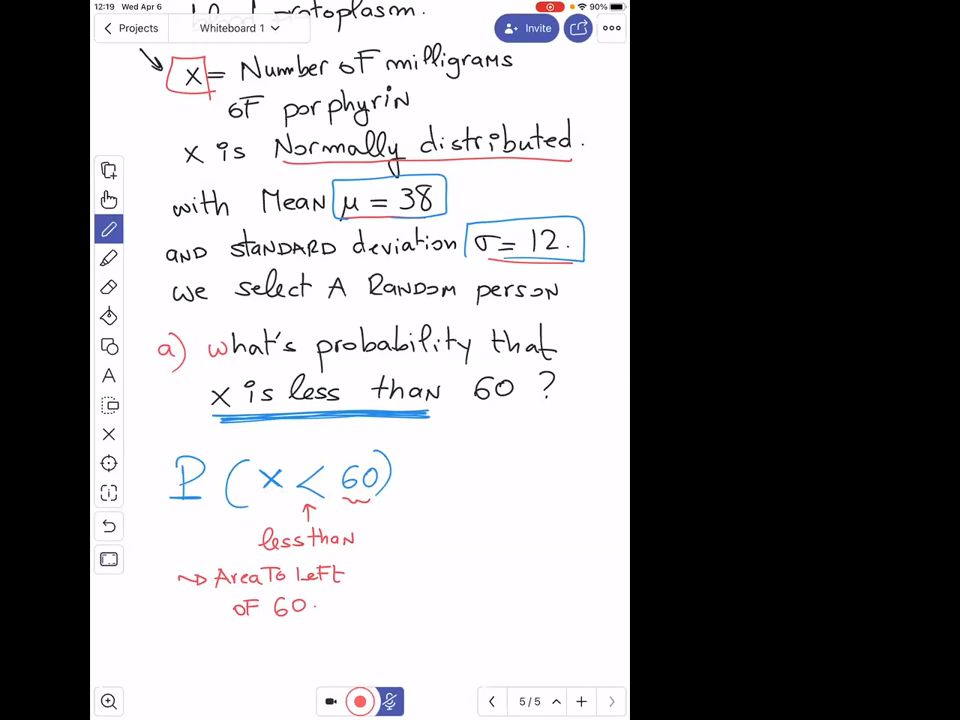 12:19 Wed Apr 6
90%
Projects
Whiteboard 1
Invite
protoplasm.
x = Number of milligrams
of porphyrin
x is Normally distributed.
with Mean μ = 38
and standard deviation σ = 12.
we select A Random person
a) what's probability that
x is less than 60 ?
P ( x < 60 )
↑
less than
⤳ Area To Left
of 60.
A
5/5